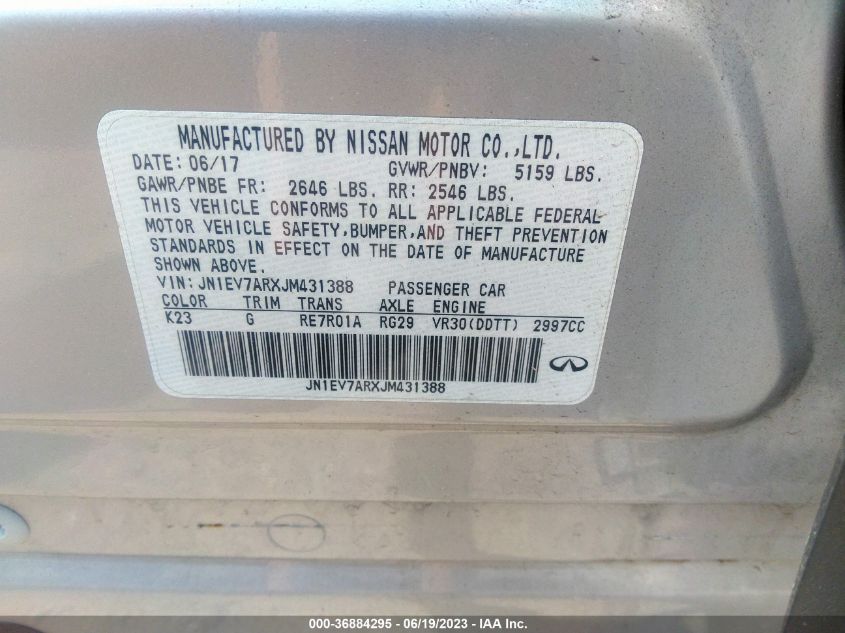 MANUFACTURED BY NISSAN MOTOR CO.,LTD.
DATE: 06/17 GVWR/PNBV: 5159 LBS.
GAWR/PNBE FR: 2646 LBS. RR: 2546 LBS.
THIS VEHICLE CONFORMS TO ALL APPLICABLE FEDERAL
MOTOR VEHICLE SAFETY,BUMPER,AND THEFT PREVENTION
STANDARDS IN EFFECT ON THE DATE OF MANUFACTURE
SHOWN ABOVE.
VIN: JN1EV7ARXJM431388 PASSENGER CAR
COLOR TRIM TRANS AXLE ENGINE
K23 G RE7R01A RG29 VR30(DDTT) 2997CC
JN1EV7ARXJM431388
000-36884295 - 06/19/2023 - IAA Inc.